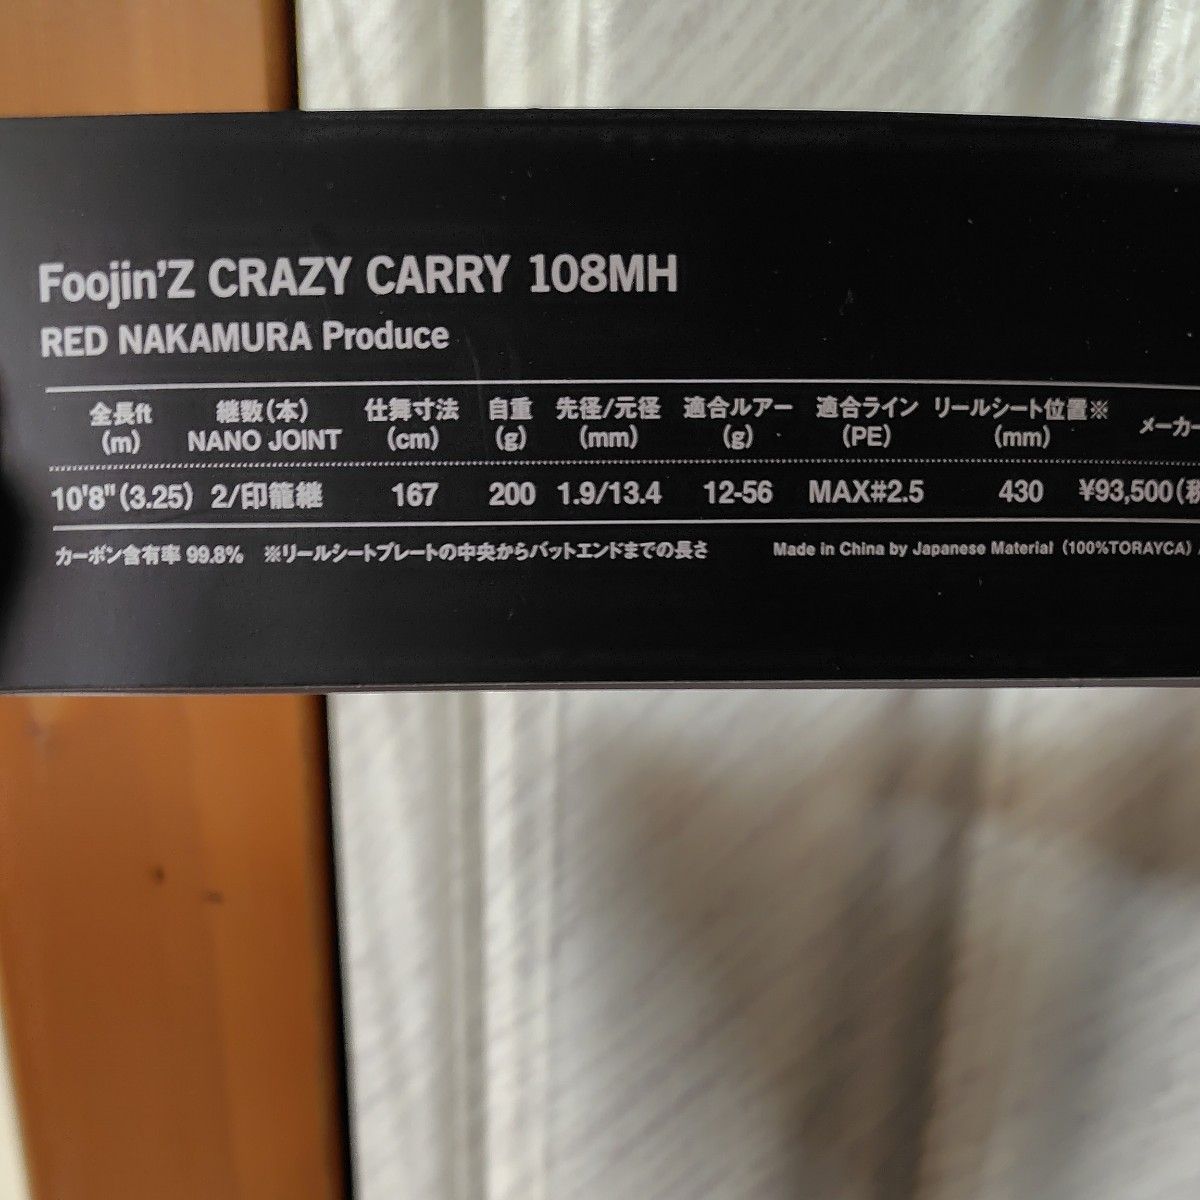 Foojin'Z CRAZY CARRY 108MH
RED NAKAMURA Produce
全長ft 継数(本) 仕舞寸法 自重 先径/元径 適合ルアー 適合ライン リールシート位置※ メーカー
(m) NANO JOINT (cm) (g) (mm) (g) (PE) (mm)
10'8"(3.25) 2/印籠継 167 200 1.9/13.4 12-56 MAX#2.5 430 ¥93,500(税
カーボン含有率 99.8% ※リールシートプレートの中央からバットエンドまでの長さ Made in China by Japanese Material (100%TORAYCA)